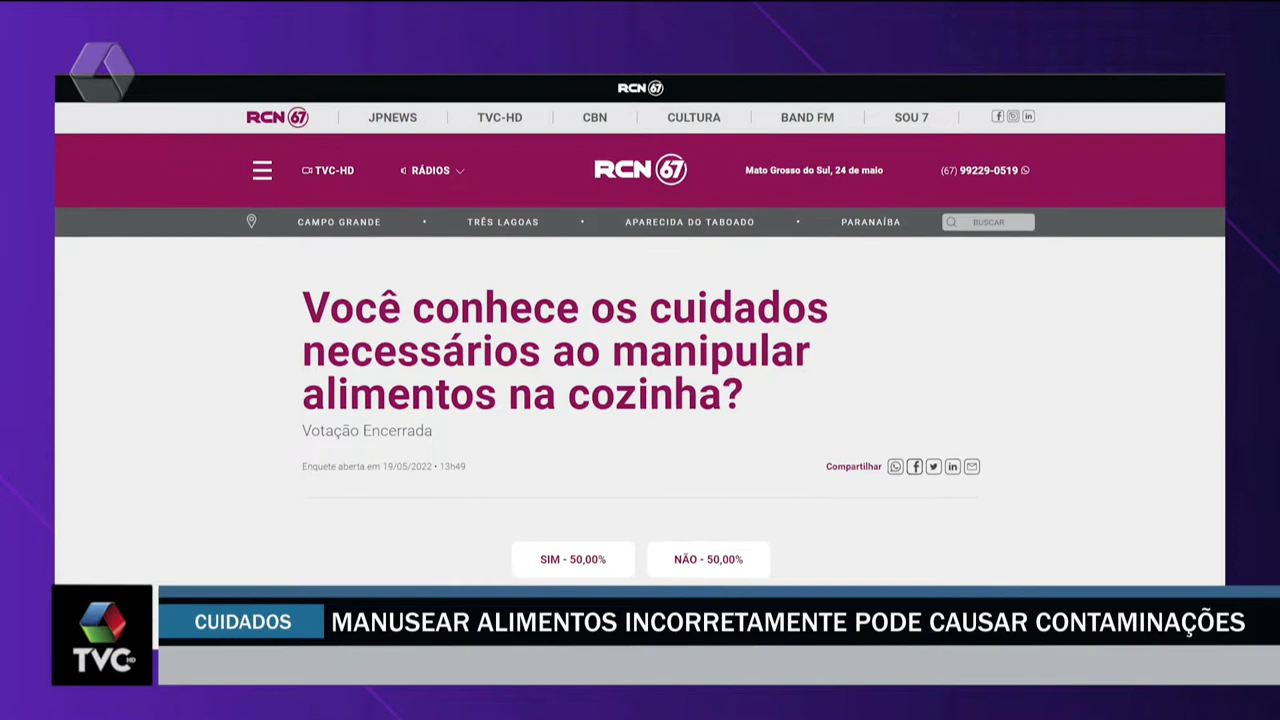 RCN 67
RCN 67 JPNEWS TVC-HD CBN CULTURA BAND FM SOU 7
TVC-HD RÁDIOS RCN 67 Mato Grosso do Sul, 24 de maio (67) 99229-0519
CAMPO GRANDE • TRÊS LAGOAS • APARECIDA DO TABOADO • PARANAÍBA BUSCAR
Você conhece os cuidados
necessários ao manipular
alimentos na cozinha?
Votação Encerrada
Enquete aberta em 19/05/2022 • 13h49 Compartilhar
SIM - 50,00% NÃO - 50,00%
CUIDADOS MANUSEAR ALIMENTOS INCORRETAMENTE PODE CAUSAR CONTAMINAÇÕES
TVC HD